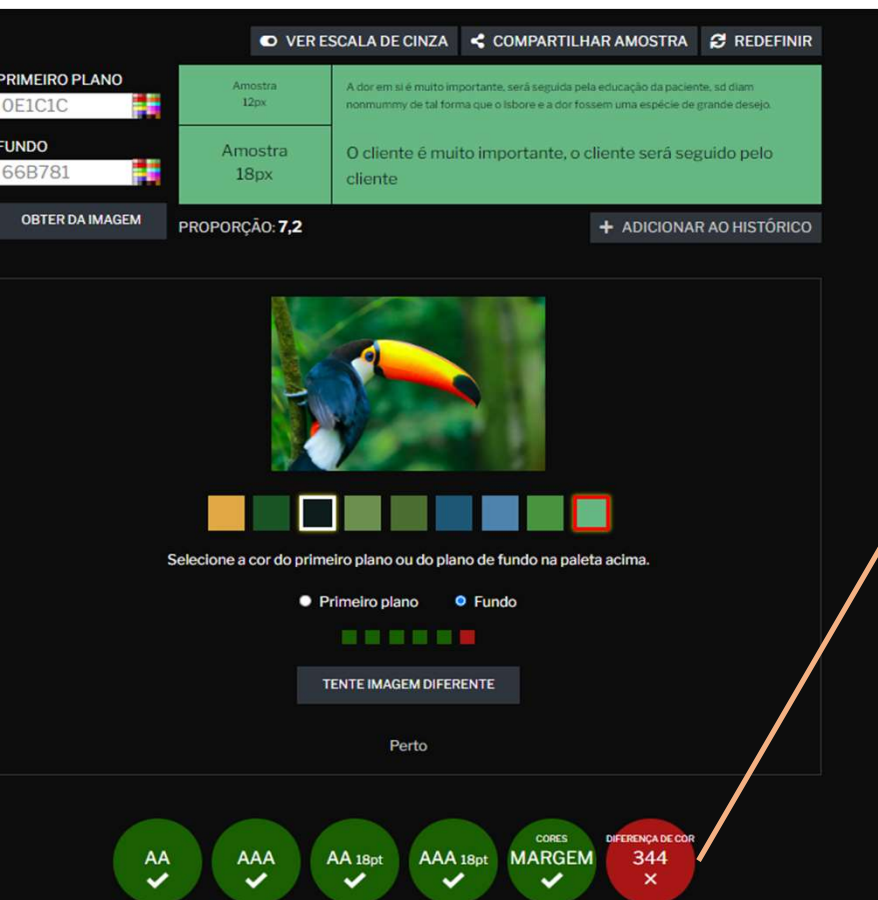 VER ESCALA DE CINZA
COMPARTILHAR AMOSTRA
REDEFINIR
PRIMEIRO PLANO
0E1C1C
FUNDO
66B781
OBTER DA IMAGEM
Amostra
12px
A dor em si é muito importante, será seguida pela educação da paciente, sd diam
nonmummy de tal forma que o lsbore e a dor fossem uma espécie de grande desejo.
Amostra
18px
O cliente é muito importante, o cliente será seguido pelo
cliente
PROPORÇÃO: 7,2
+ ADICIONAR AO HISTÓRICO
Selecione a cor do primeiro plano ou do plano de fundo na paleta acima.
Primeiro plano
Fundo
TENTE IMAGEM DIFERENTE
Perto
AA
AAA
AA 18pt
AAA 18pt
CORES
MARGEM
DIFERENÇA DE COR
344